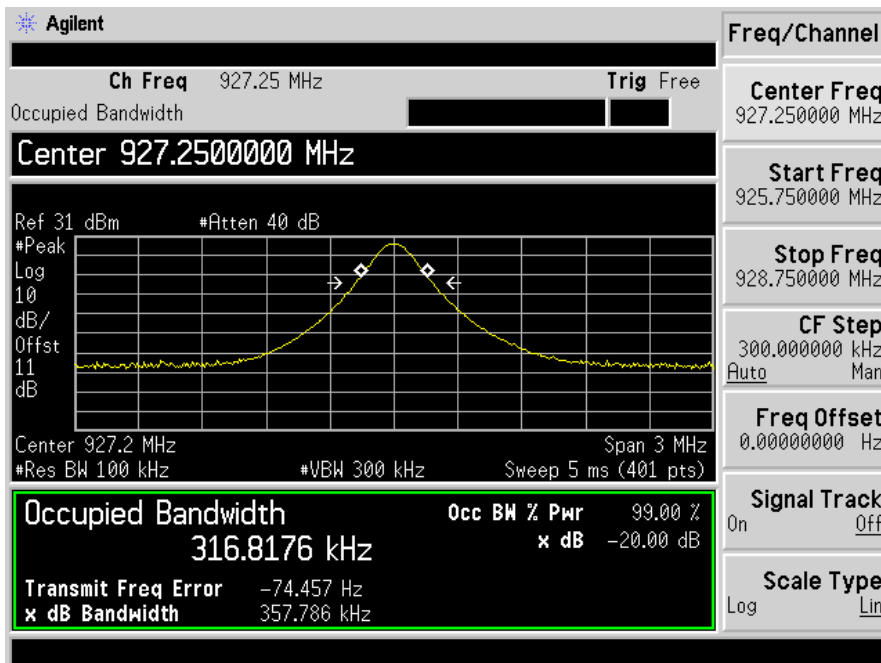 Agilent
Ch Freq 927.25 MHz Trig Free
Occupied Bandwidth
Center 927.2500000 MHz
Ref 31 dBm #Atten 40 dB
#Peak
Log
10
dB/
Offst
11
dB
Center 927.2 MHz Span 3 MHz
#Res BW 100 kHz #VBW 300 kHz Sweep 5 ms (401 pts)
Occupied Bandwidth Occ BW % Pwr 99.00 %
316.8176 kHz x dB -20.00 dB
Transmit Freq Error -74.457 Hz
x dB Bandwidth 357.786 kHz
Freq/Channel
Center Freq
927.250000 MHz
Start Freq
925.750000 MHz
Stop Freq
928.750000 MHz
CF Step
300.000000 kHz
Auto Man
Freq Offset
0.00000000 Hz
Signal Track
On Off
Scale Type
Log Lin